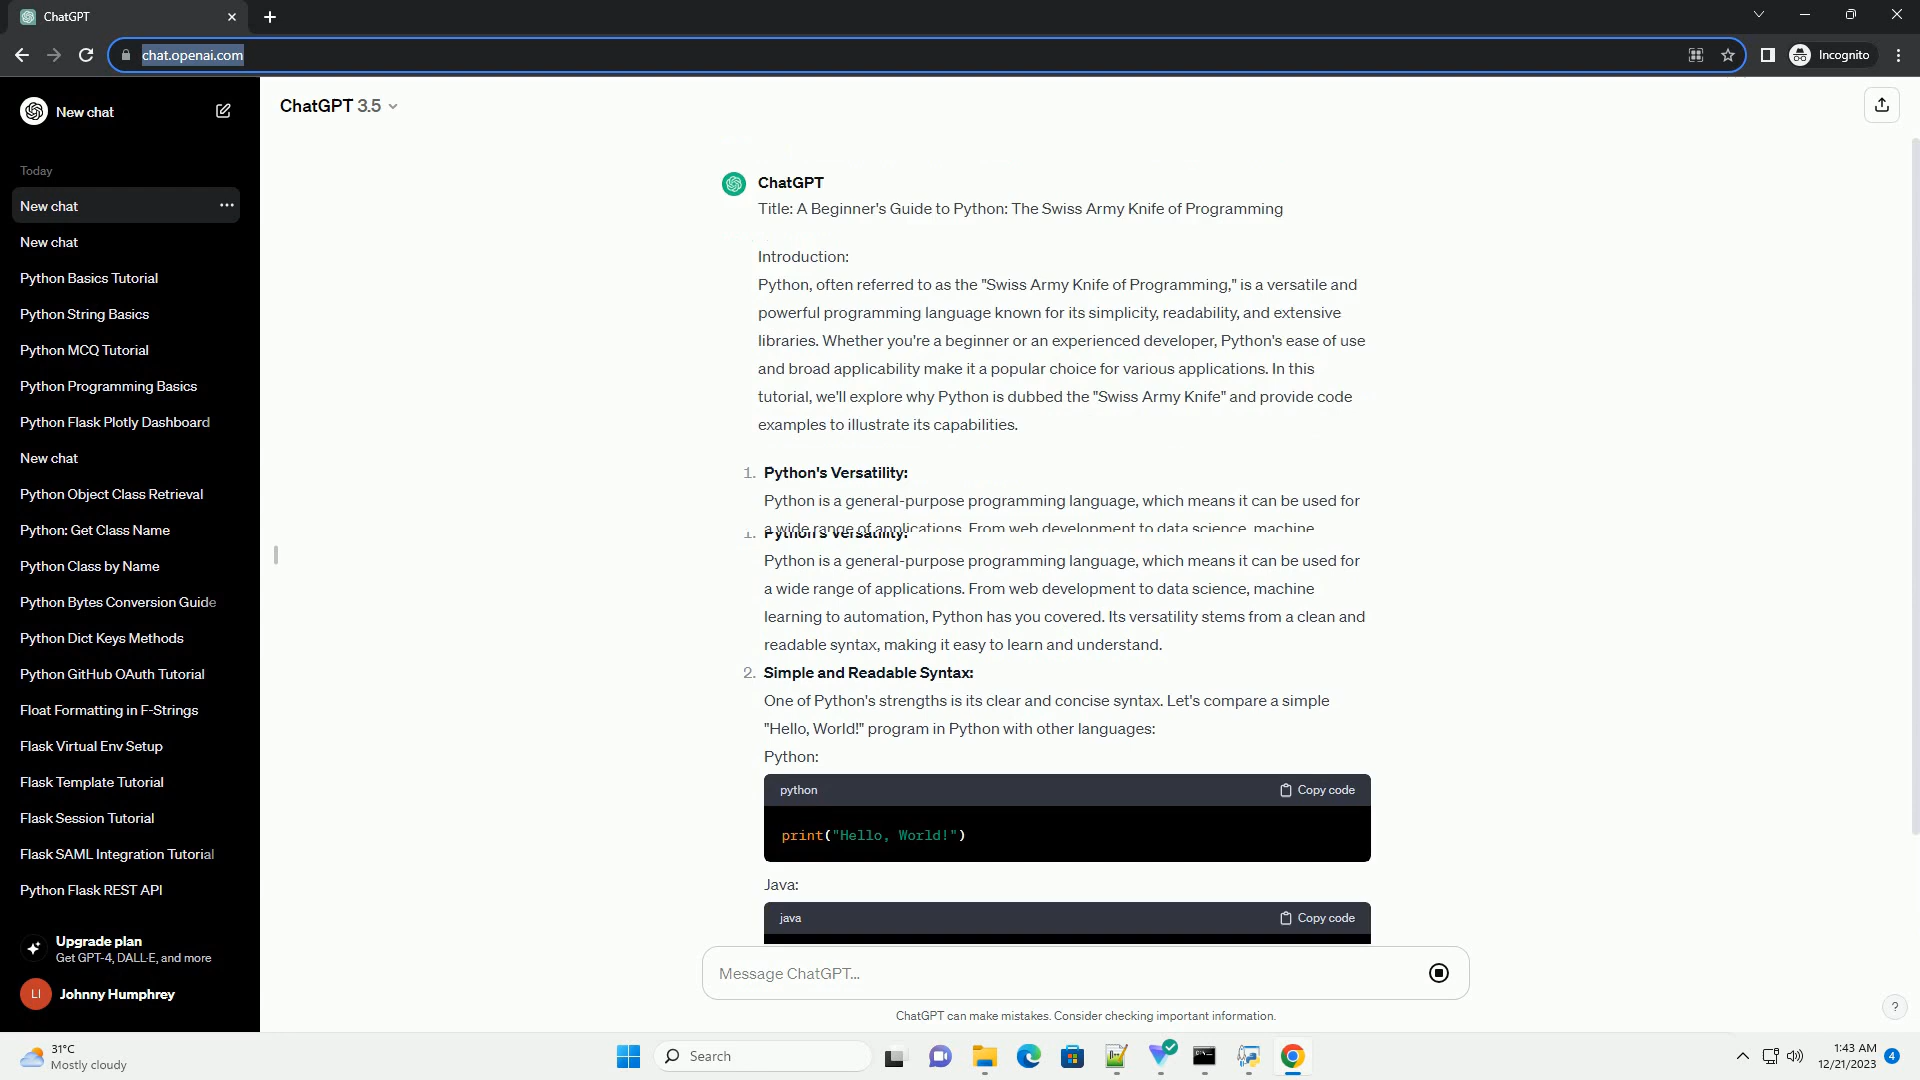 ChatGPT
chat.openai.com
Incognito
New chat
Today
New chat
New chat
Python Basics Tutorial
Python String Basics
Python MCQ Tutorial
Python Programming Basics
Python Flask Plotly Dashboard
New chat
Python Object Class Retrieval
Python: Get Class Name
Python Class by Name
Python Bytes Conversion Guide
Python Dict Keys Methods
Python GitHub OAuth Tutorial
Float Formatting in F-Strings
Flask Virtual Env Setup
Flask Template Tutorial
Flask Session Tutorial
Flask SAML Integration Tutorial
Python Flask REST API
Upgrade plan
Get GPT-4, DALL·E, and more
LI
Johnny Humphrey
ChatGPT 3.5
ChatGPT
Title: A Beginner's Guide to Python: The Swiss Army Knife of Programming
Introduction:
Python, often referred to as the "Swiss Army Knife of Programming," is a versatile and
powerful programming language known for its simplicity, readability, and extensive
libraries. Whether you're a beginner or an experienced developer, Python's ease of use
and broad applicability make it a popular choice for various applications. In this
tutorial, we'll explore why Python is dubbed the "Swiss Army Knife" and provide code
examples to illustrate its capabilities.
1. Python's Versatility:
Python is a general-purpose programming language, which means it can be used for
a wide range of applications. From web development to data science, machine
1. Python's Versatility:
Python is a general-purpose programming language, which means it can be used for
a wide range of applications. From web development to data science, machine
learning to automation, Python has you covered. Its versatility stems from a clean and
readable syntax, making it easy to learn and understand.
2. Simple and Readable Syntax:
One of Python's strengths is its clear and concise syntax. Let's compare a simple
"Hello, World!" program in Python with other languages:
Python:
python
Copy code
print("Hello, World!")
Java:
java
Copy code
Message ChatGPT...
ChatGPT can make mistakes. Consider checking important information.
?
31°C
Mostly cloudy
Search
1:43 AM
12/21/2023
4